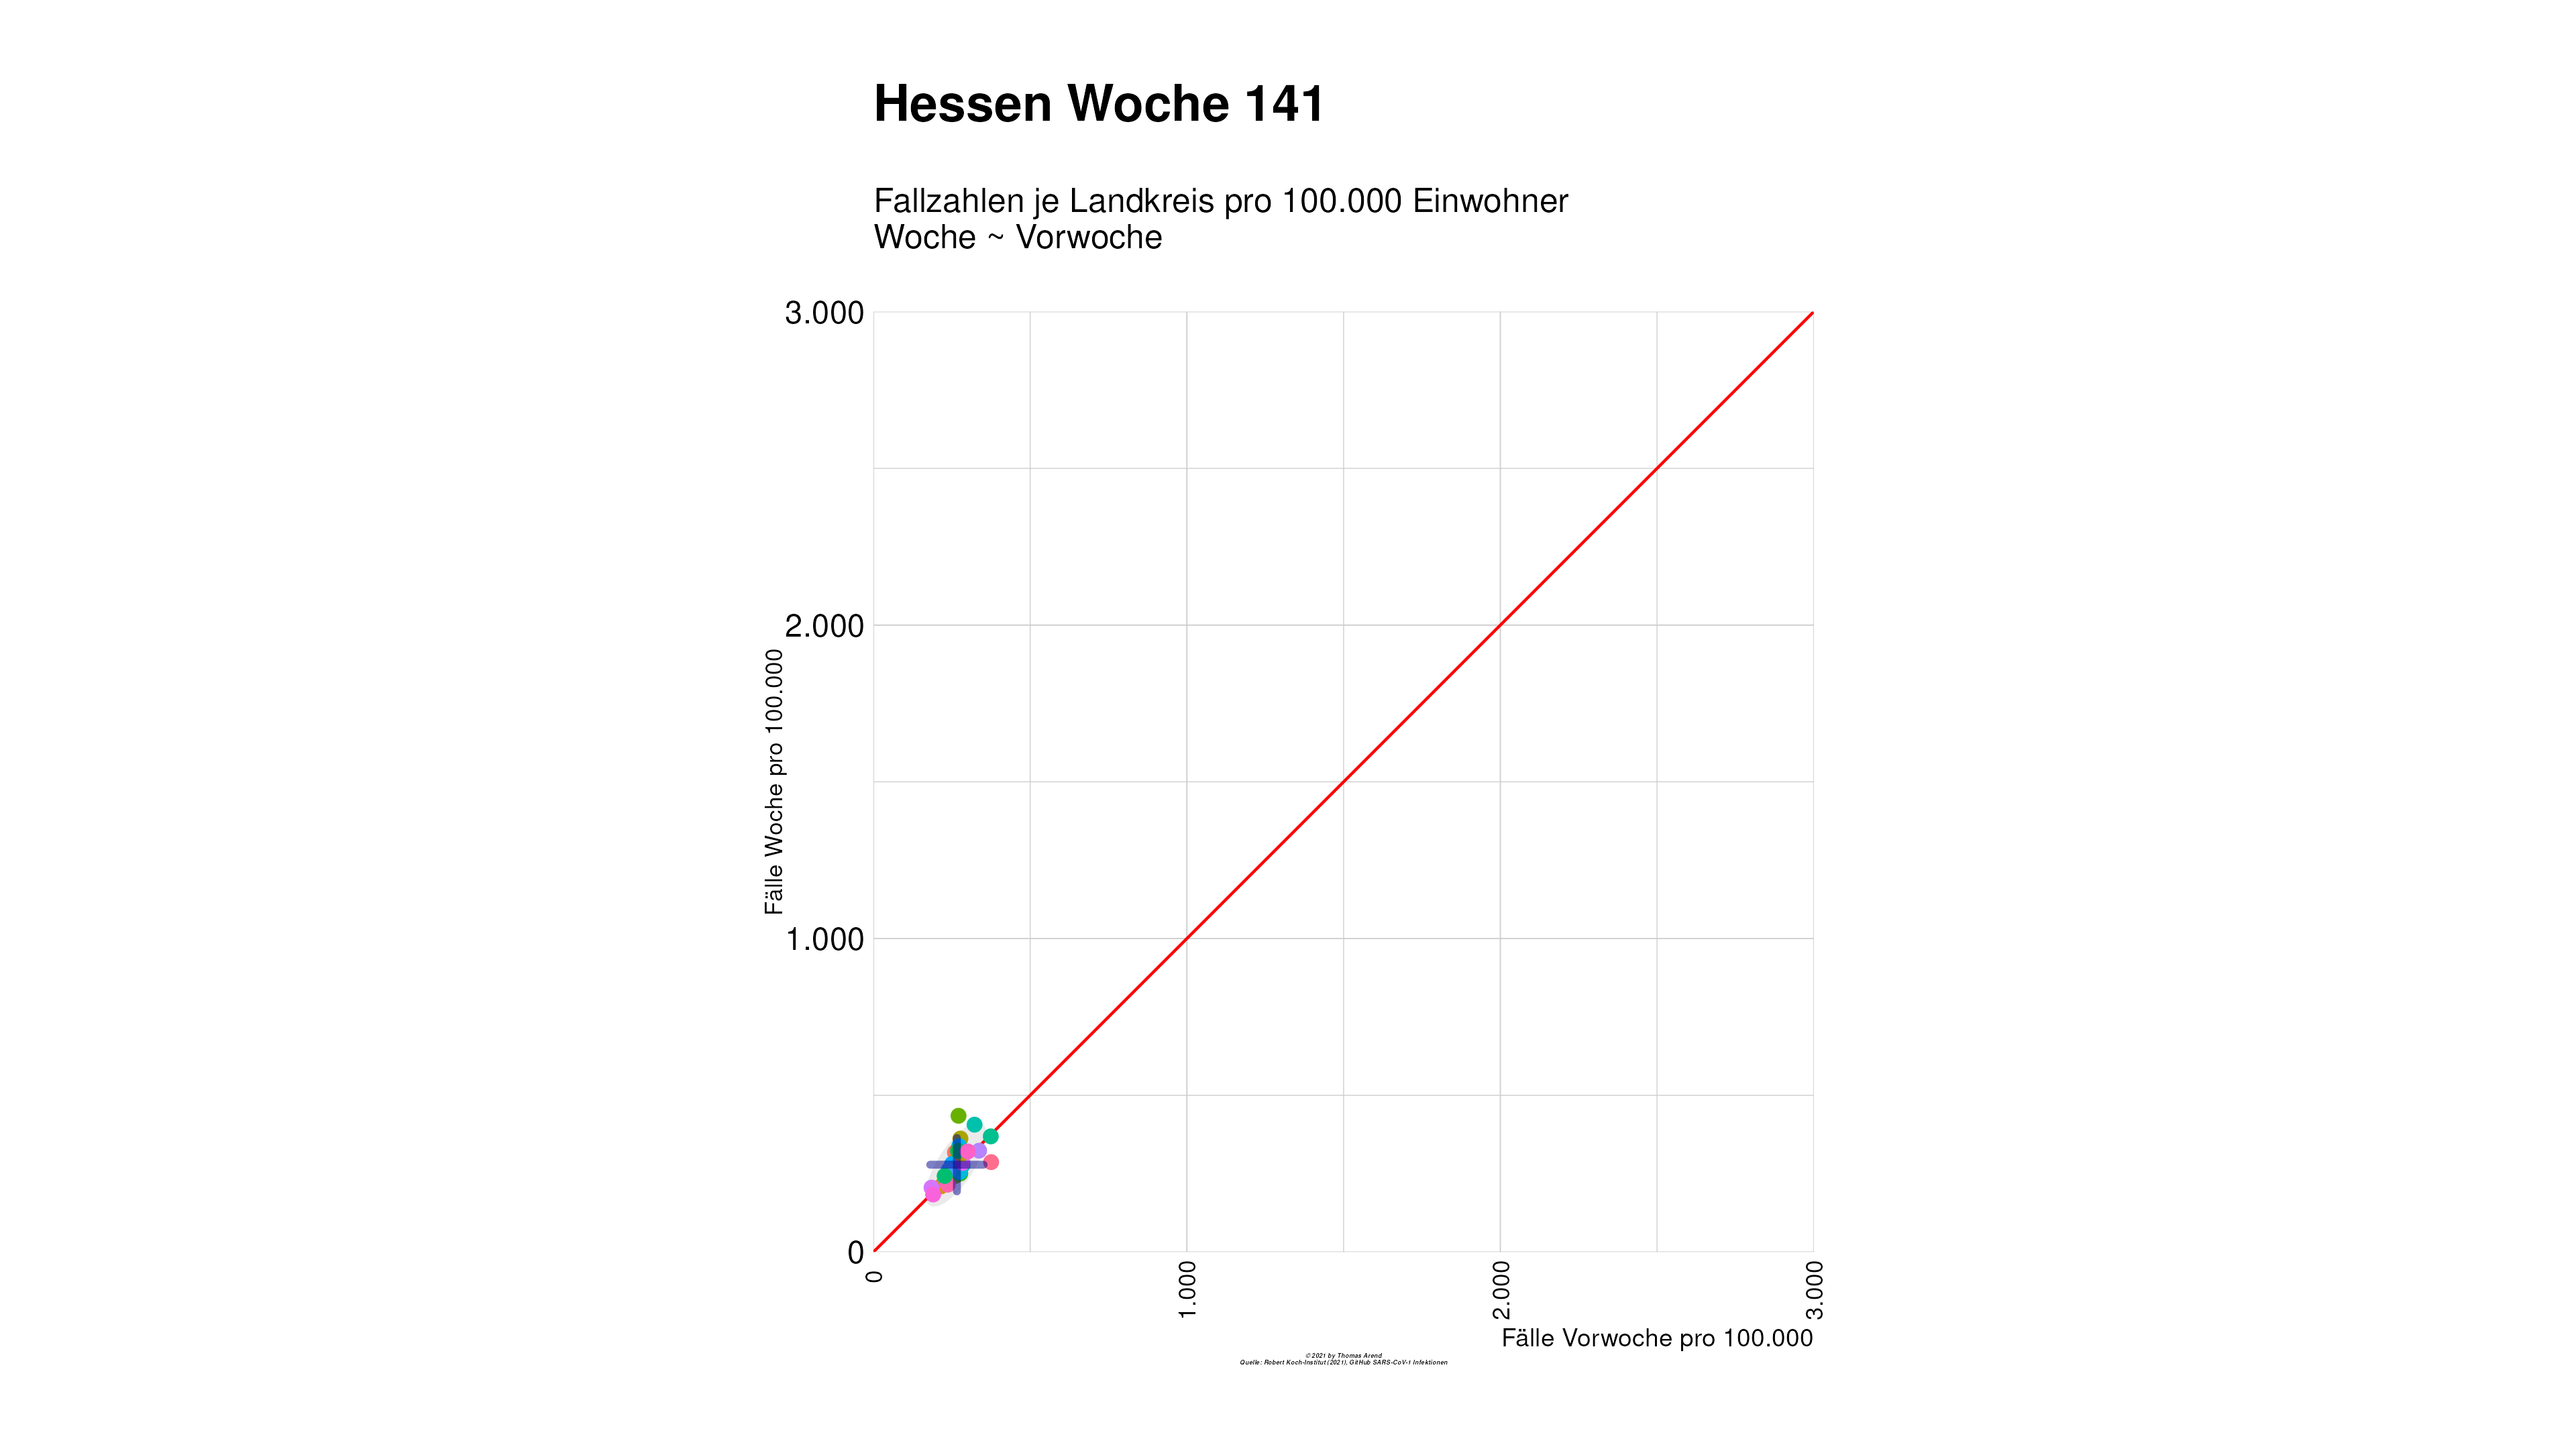 Hessen Woche 141
Fallzahlen je Landkreis pro 100.000 Einwohner
Woche ~ Vorwoche
3.000
2.000
1.000
0
Fälle Woche pro 100.000
0
1.000
2.000
3.000
Fälle Vorwoche pro 100.000
© 2021 by Thomas Arend
Quelle: Robert Koch-Institut (2021), GitHub SARS-CoV-1 Infektionen